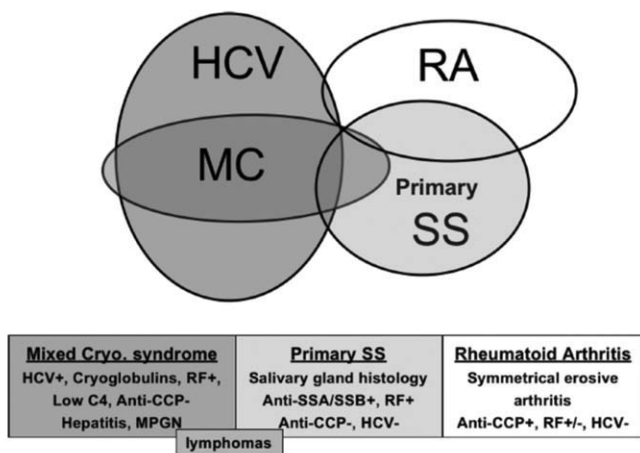 HCV
RA
MC
Primary
SS
Mixed Cryo. syndrome
HCV+, Cryoglobulins, RF+,
Low C4, Anti-CCP-
Hepatitis, MPGN
Primary SS
Salivary gland histology
Anti-SSA/SSB+, RF+
Anti-CCP-, HCV-
Rheumatoid Arthritis
Symmetrical erosive
arthritis
Anti-CCP+, RF+/-, HCV-
lymphomas